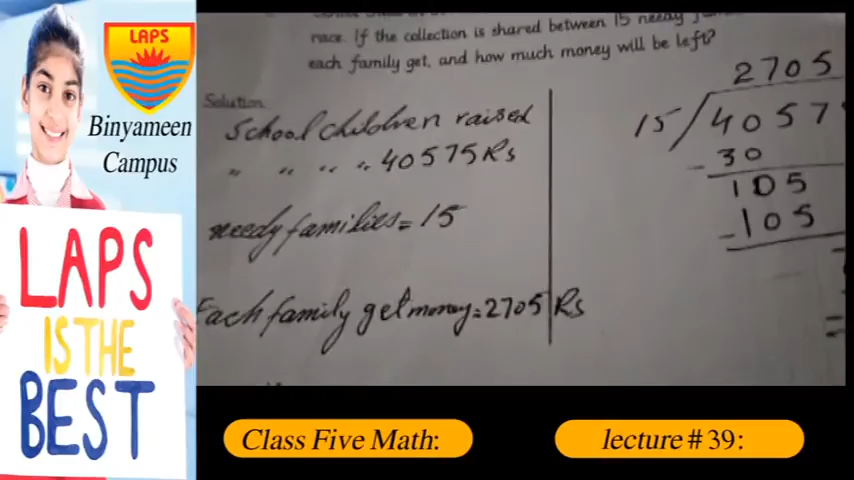 LAPS
Binyameen
Campus
LAPS
IS THE
BEST
race. If the collection is shared between 15 needy
each family get, and how much money will be left?
Solution
School children raised
" " " " 40575 Rs
needy families = 15
Each family get money = 2705 Rs
2705
15 / 4057
- 30
105
- 105
=
Class Five Math:
lecture # 39: